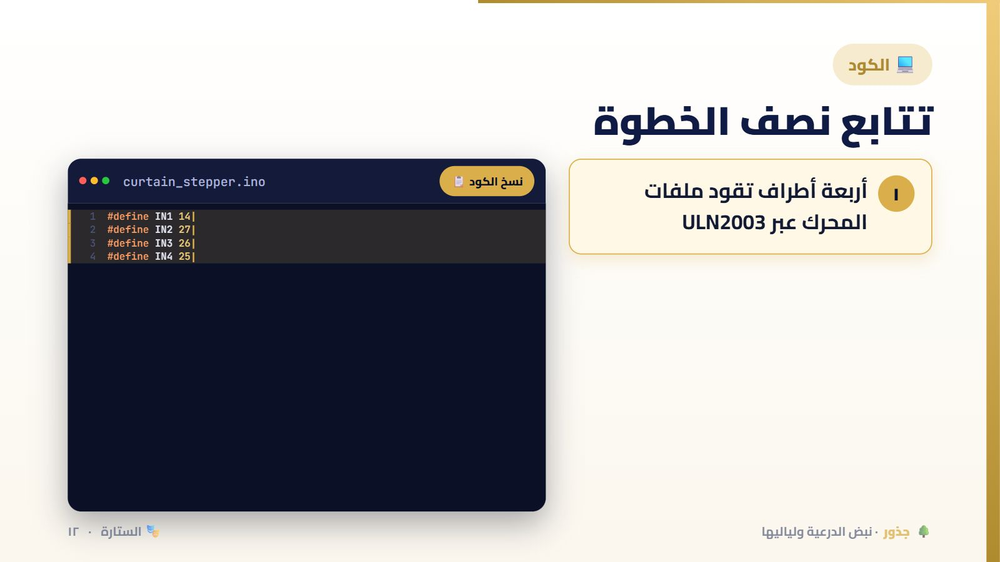 الكود
تتابع نصف الخطوة
١
أربعة أطراف تقود ملفات
المحرك عبر ULN2003
curtain_stepper.ino
نسخ الكود
1 #define IN1 14|
2 #define IN2 27|
3 #define IN3 26|
4 #define IN4 25|
جذور · نبض الدرعية ولياليها
الستارة · ١٢